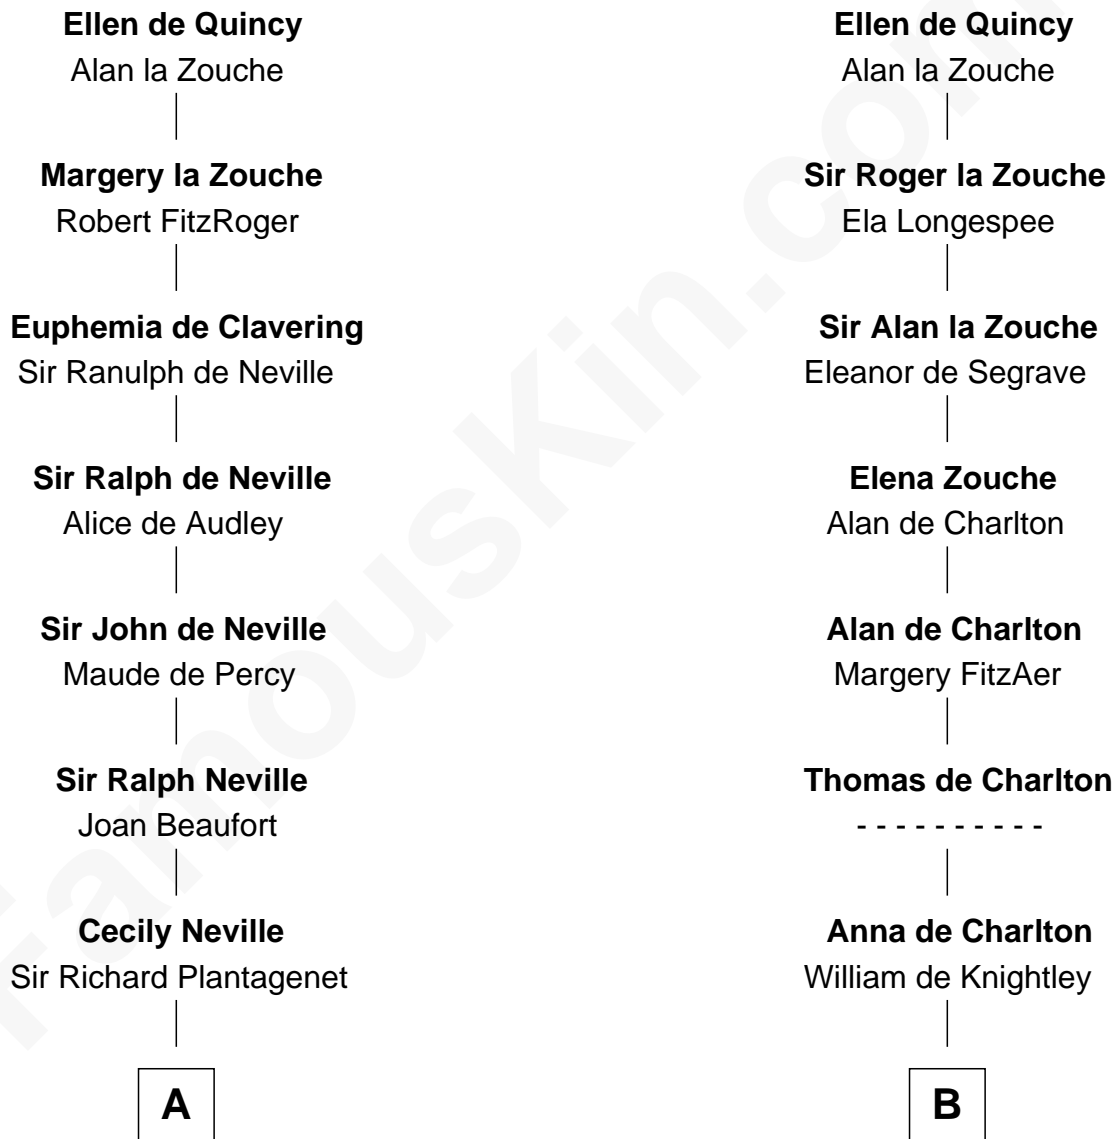 Ellen de Quincy
Alan la Zouche
Margery la Zouche
Robert FitzRoger
Euphemia de Clavering
Sir Ranulph de Neville
Sir Ralph de Neville
Alice de Audley
Sir John de Neville
Maude de Percy
Sir Ralph Neville
Joan Beaufort
Cecily Neville
Sir Richard Plantagenet
A
Ellen de Quincy
Alan la Zouche
Sir Roger la Zouche
Ela Longespee
Sir Alan la Zouche
Eleanor de Segrave
Elena Zouche
Alan de Charlton
Alan de Charlton
Margery FitzAer
Thomas de Charlton
- - - - - - - - - -
Anna de Charlton
William de Knightley
B
FamousKin.com